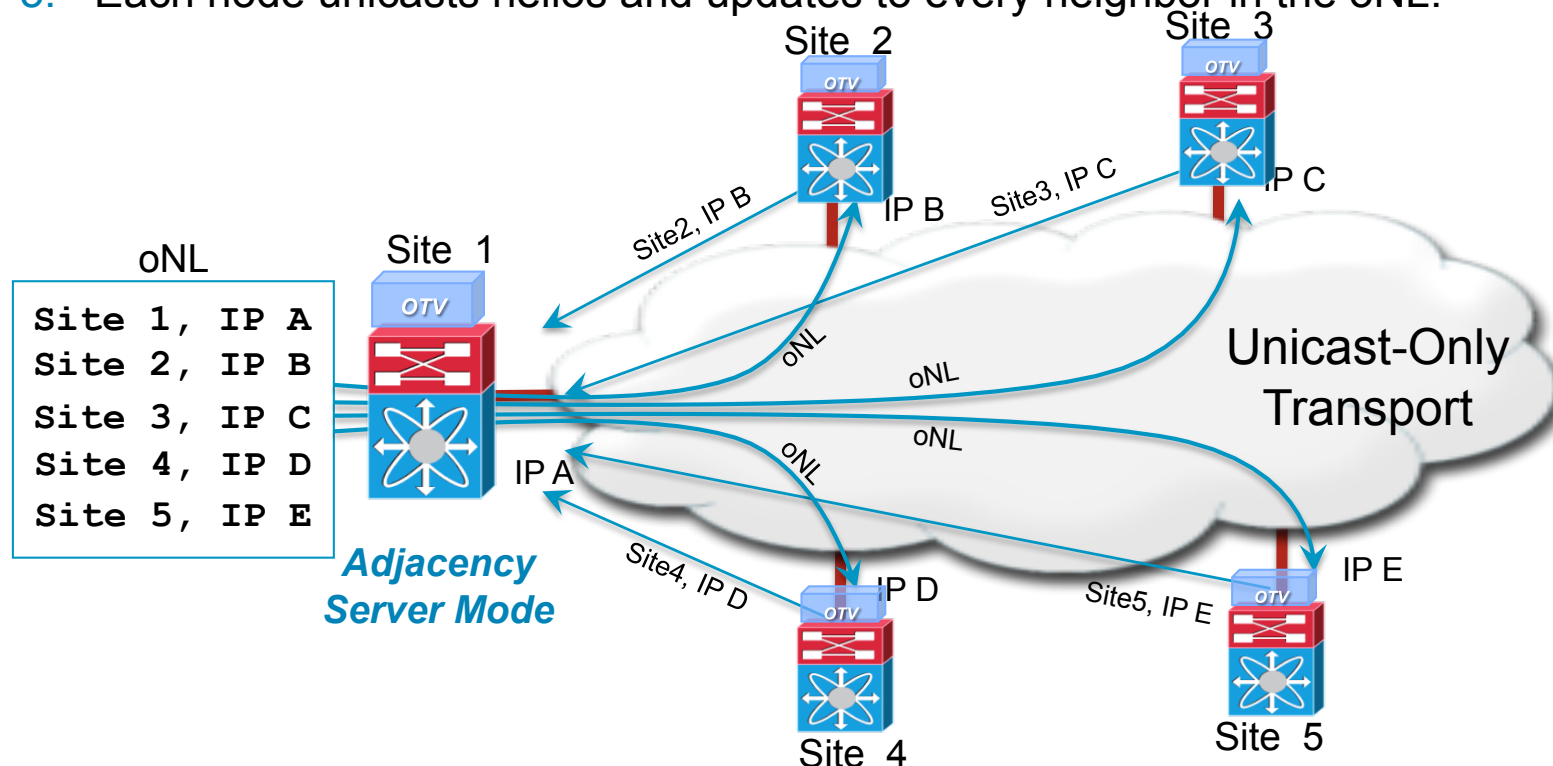 Each node unicasts hellos and updates to every neighbor in the oNL.
Site 2
Site 3
OTV
OTV
Site2, IP B
IP B
Site3, IP C
IP C
oNL
Site 1
OTV
Site 1, IP A
Site 2, IP B
Site 3, IP C
Site 4, IP D
Site 5, IP E
oNL
oNL
Unicast-Only
Transport
oNL
oNL
IP A
Adjacency
Server Mode
Site4, IP D
IP D
OTV
Site 4
Site5, IP E
IP E
OTV
Site 5